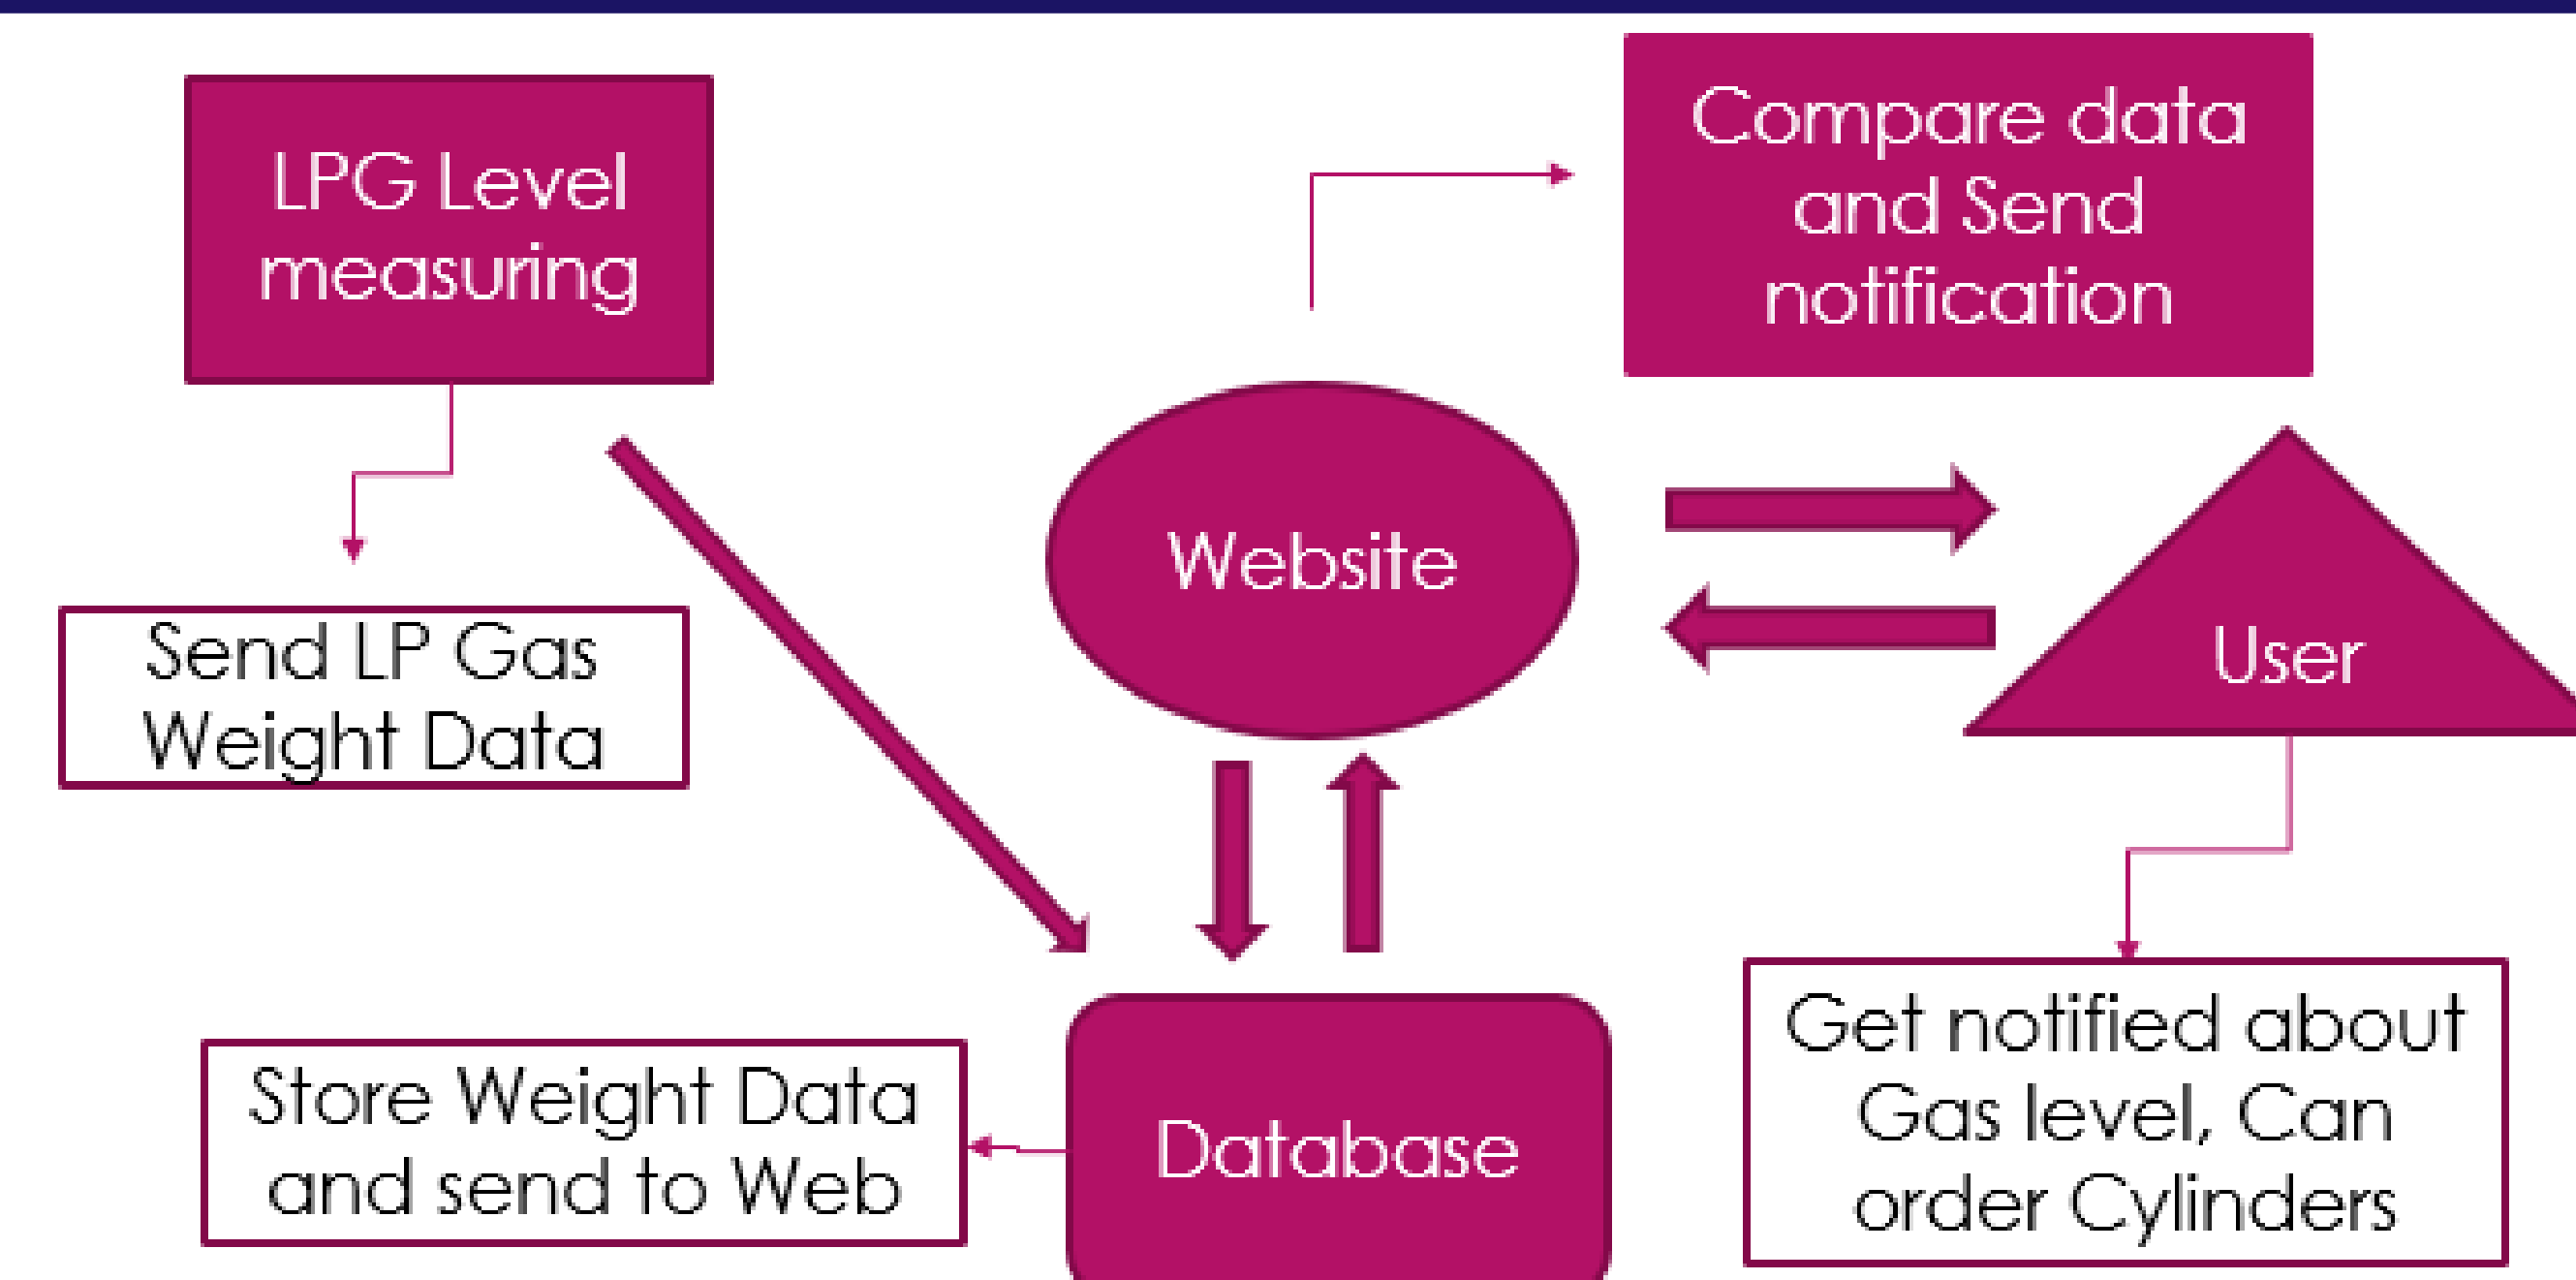 LPG Level
measuring
Compare data
and Send
notification
Website
User
Send LP Gas
Weight Data
Store Weight Data
and send to Web
Database
Get notified about
Gas level, Can
order Cylinders